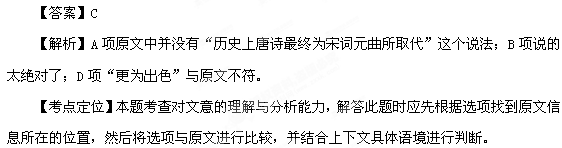 【答案】C
【解析】A项原文中并没有“历史上唐诗最终为宋词元曲所取代”这个说法；B项说的
太绝对了；D项“更为出色”与原文不符。
【考点定位】本题考查对文意的理解与分析能力，解答此题时应先根据选项找到原文信
息所在的位置，然后将选项与原文进行比较，并结合上下文具体语境进行判断。